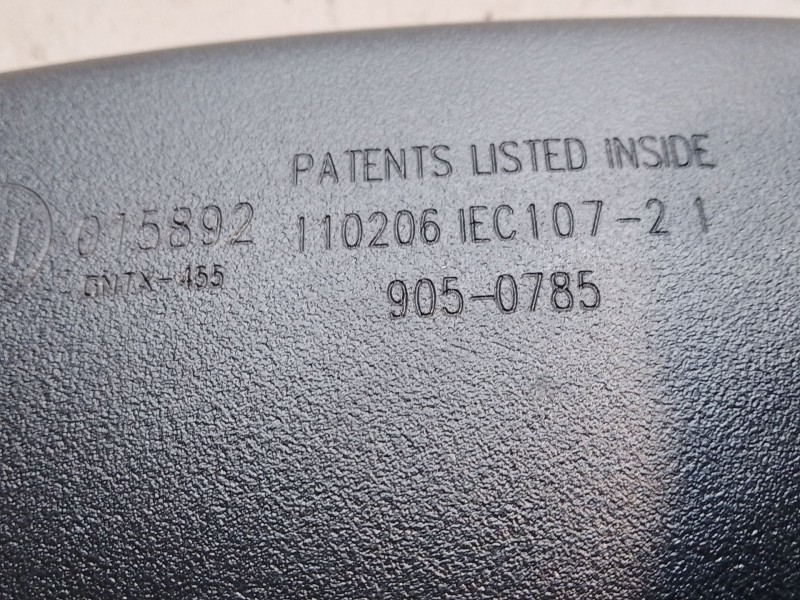 PATENTS LISTED INSIDE
015892 110206 IEC107-2 1
GNTX-455
905-0785